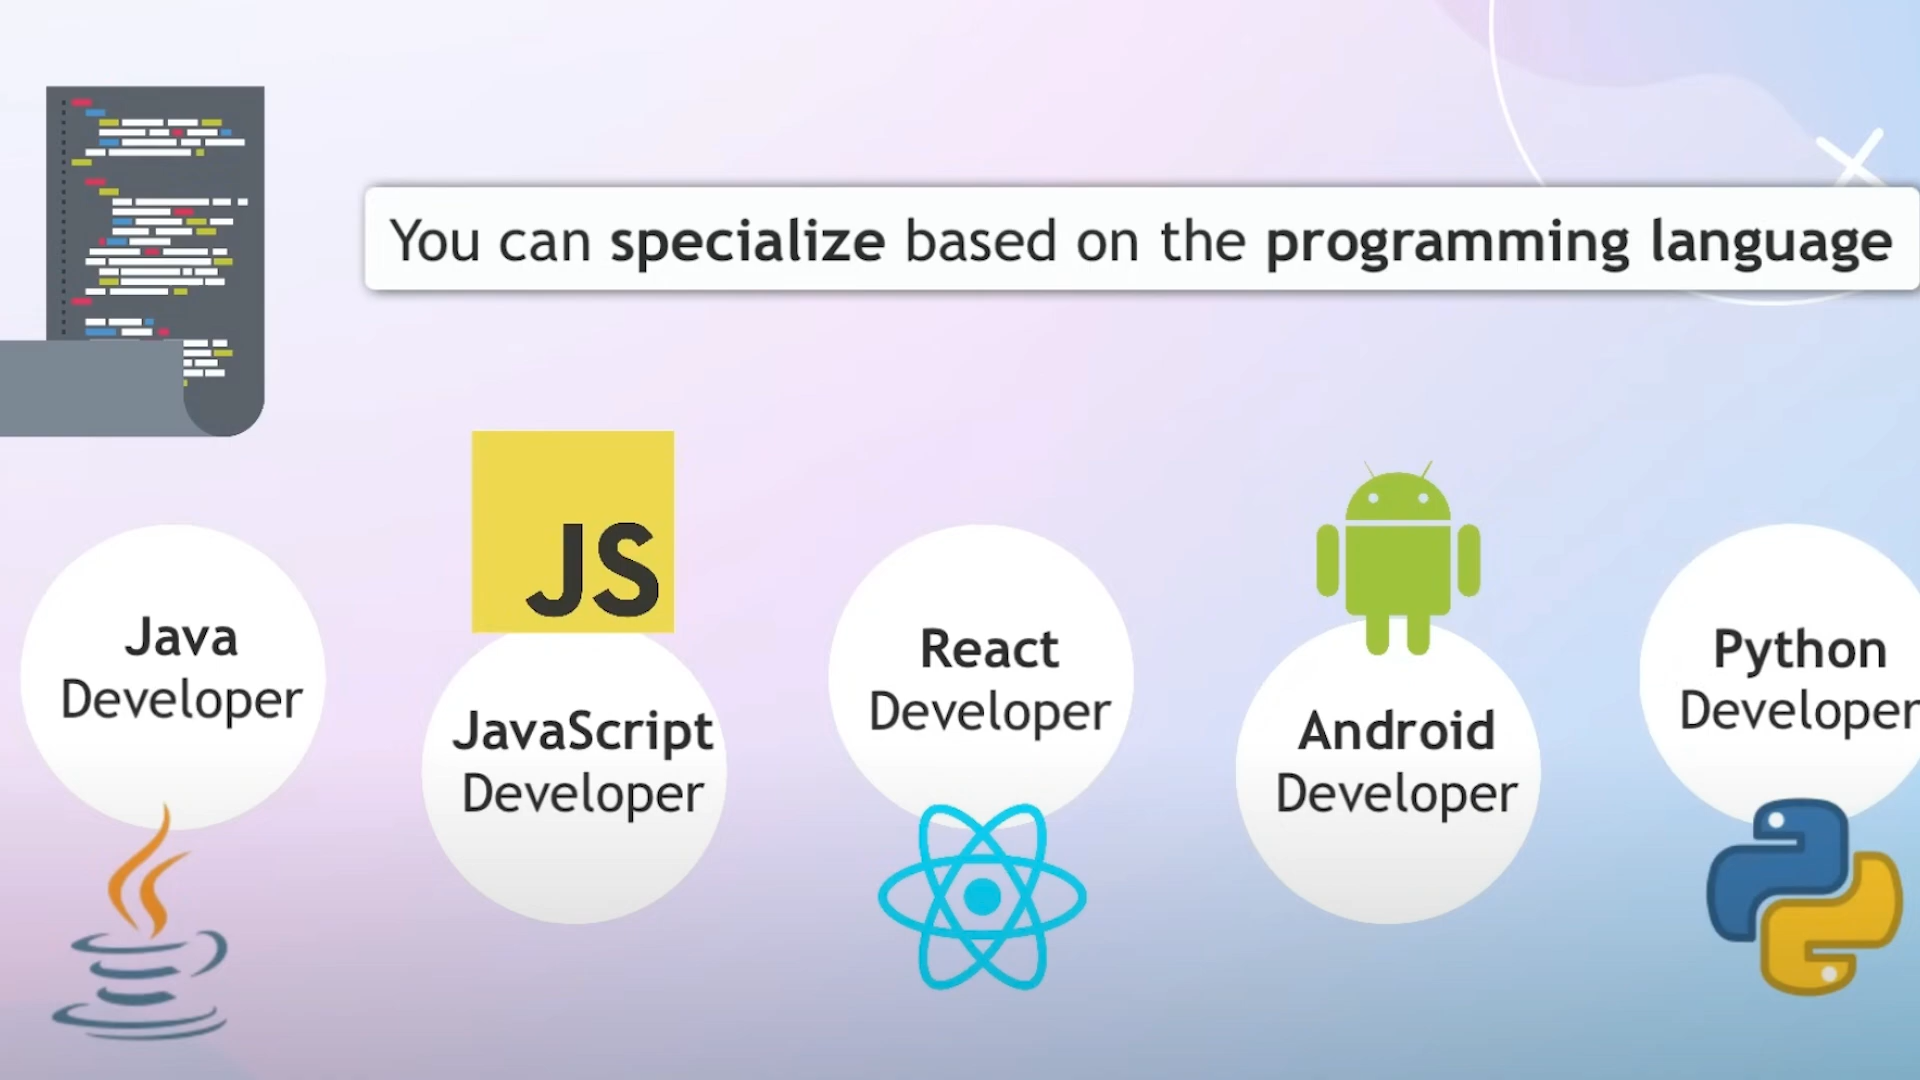 You can specialize based on the programming language
JS
Java
Developer
JavaScript
Developer
React
Developer
Android
Developer
Python
Developer